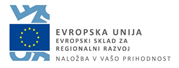 EVROPSKA UNIJA
EVROPSKI SKLAD ZA
REGIONALNI RAZVOJ
NALOŽBA V VAŠO PRIHODNOST